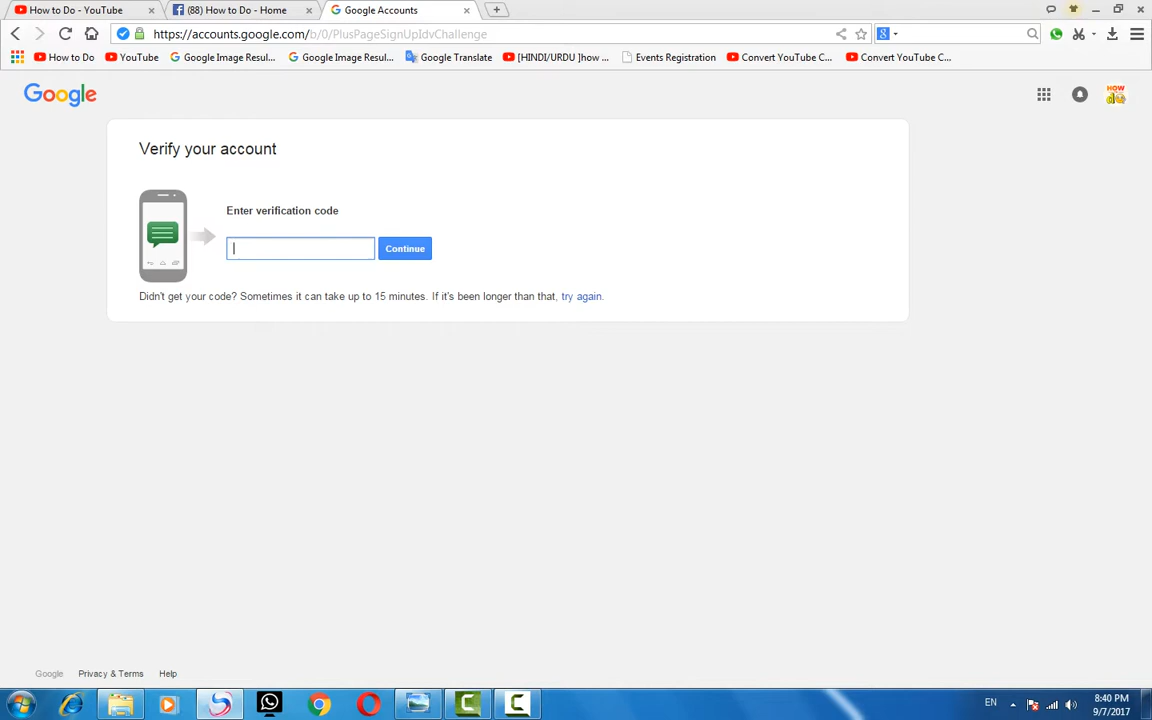 How to Do - YouTube
(88) How to Do - Home
Google Accounts
https://accounts.google.com/b/0/PlusPageSignUpIdvChallenge
How to Do
YouTube
Google Image Resul...
Google Image Resul...
Google Translate
[HINDI/URDU ]how ...
Events Registration
Convert YouTube C...
Convert YouTube C...
Google
HOW
Verify your account
Enter verification code
Continue
Didn't get your code? Sometimes it can take up to 15 minutes. If it's been longer than that, try again.
Google
Privacy & Terms
Help
EN
8:40 PM
9/7/2017